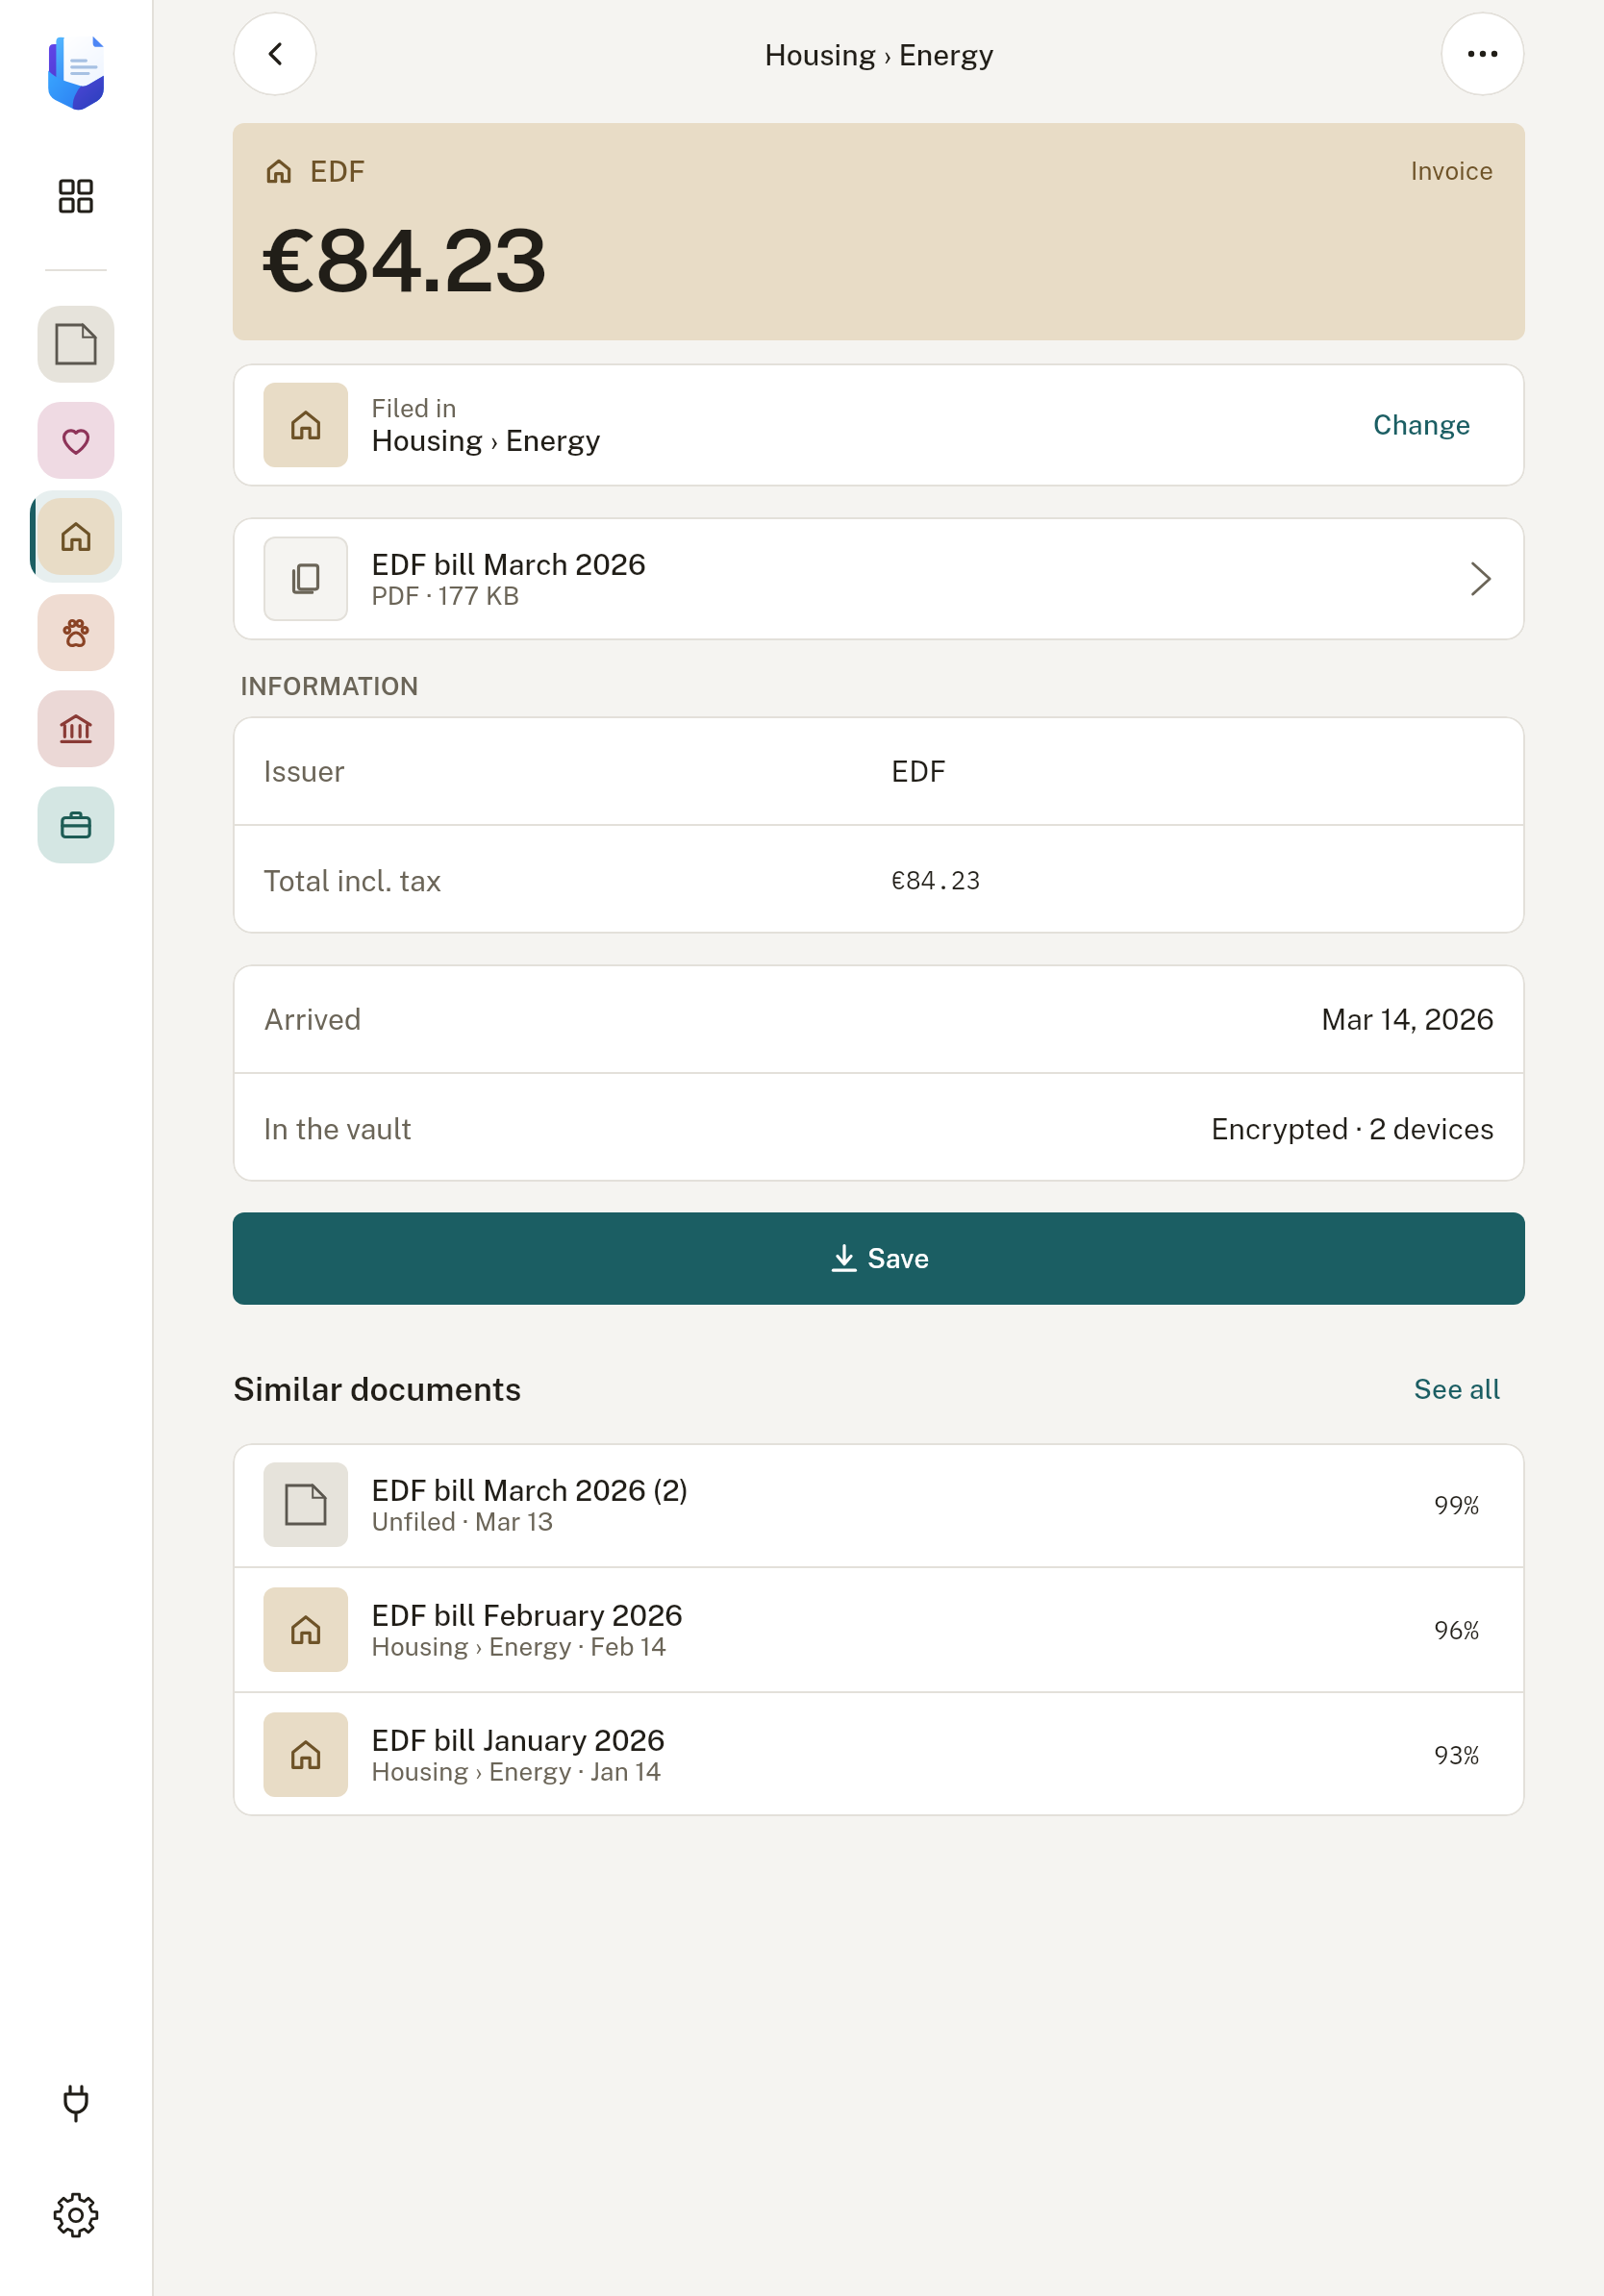 Housing › Energy
EDF
Invoice
€84.23
Filed in
Housing › Energy
Change
EDF bill March 2026
PDF · 177 KB
INFORMATION
Issuer
EDF
Total incl. tax
€84.23
Arrived
Mar 14, 2026
In the vault
Encrypted · 2 devices
Save
Similar documents
See all
EDF bill March 2026 (2)
Unfiled · Mar 13
99%
EDF bill February 2026
Housing › Energy · Feb 14
96%
EDF bill January 2026
Housing › Energy · Jan 14
93%